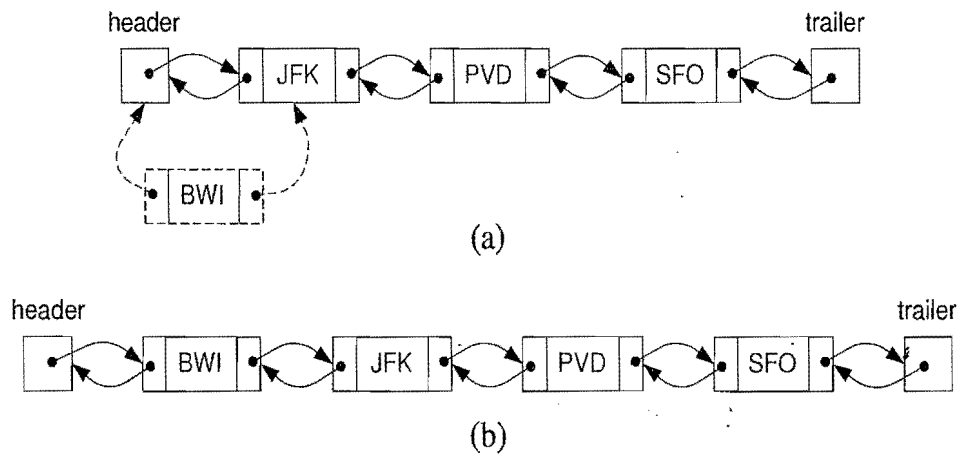 header trailer
JFK PVD SFO
BWI
(a)
header trailer
BWI JFK PVD SFO
(b)